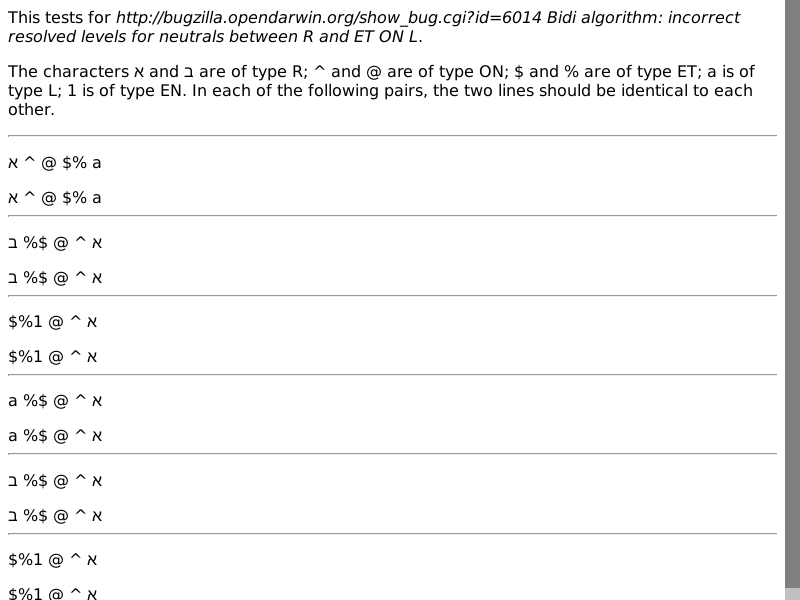 This tests for http://bugzilla.opendarwin.org/show_bug.cgi?id=6014 Bidi algorithm: incorrect
resolved levels for neutrals between R and ET ON L.
The characters א and ב are of type R; ^ and @ are of type ON; $ and % are of type ET; a is of
type L; 1 is of type EN. In each of the following pairs, the two lines should be identical to each
other.
א ^ @ $% a
א ^ @ $% a
א ^ @ $% ב
א ^ @ $% ב
א ^ @ $%1
א ^ @ $%1
א ^ @ $% a
א ^ @ $% a
א ^ @ $% ב
א ^ @ $% ב
א ^ @ $%1
א ^ @ $%1